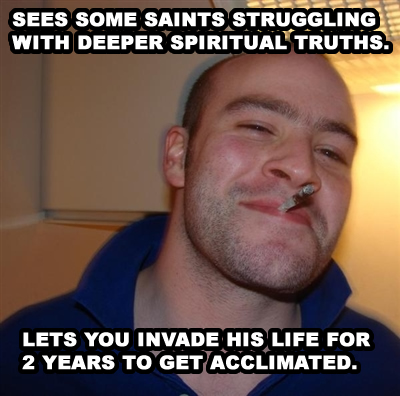 SEES SOME SAINTS STRUGGLING
WITH DEEPER SPIRITUAL TRUTHS.
LETS YOU INVADE HIS LIFE FOR
2 YEARS TO GET ACCLIMATED.